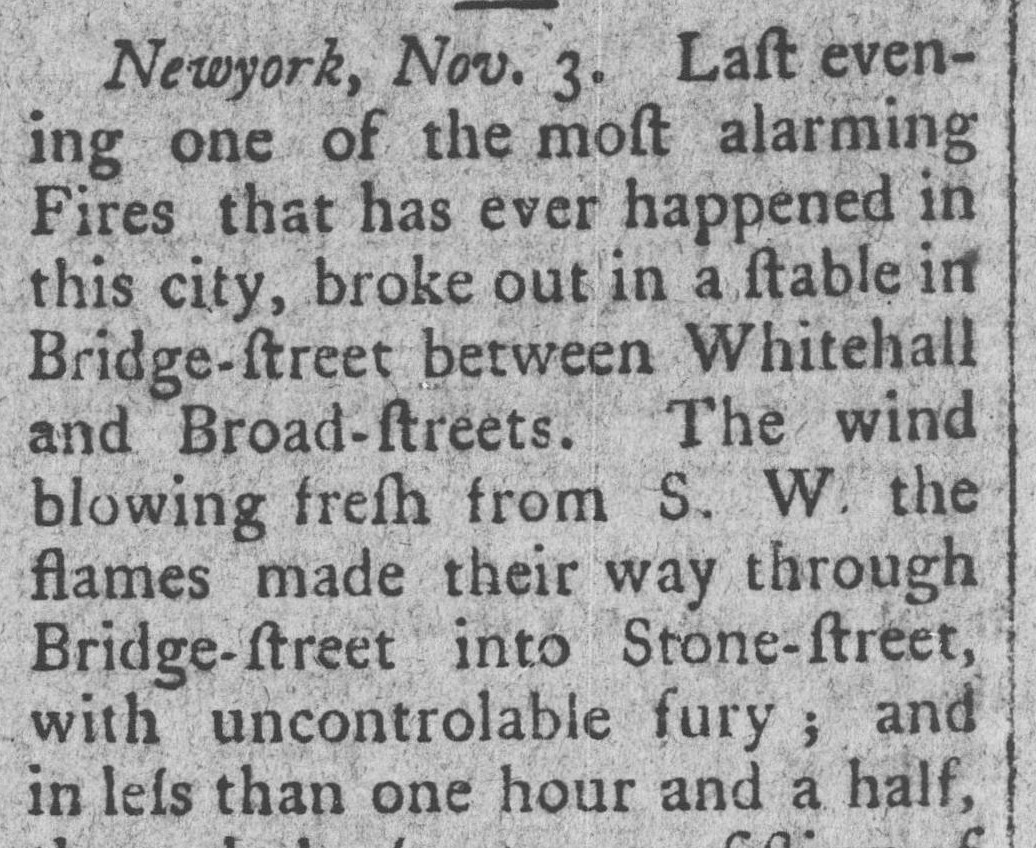 Newyork, Nov. 3. Laſt even-
ing one of the moſt alarming
Fires that has ever happened in
this city, broke out in a ſtable in
Bridge-ſtreet between Whitehall
and Broad-ſtreets. The wind
blowing freſh from S. W. the
flames made their way through
Bridge-ſtreet into Stone-ſtreet,
with uncontrolable fury ; and
in leſs than one hour and a half,